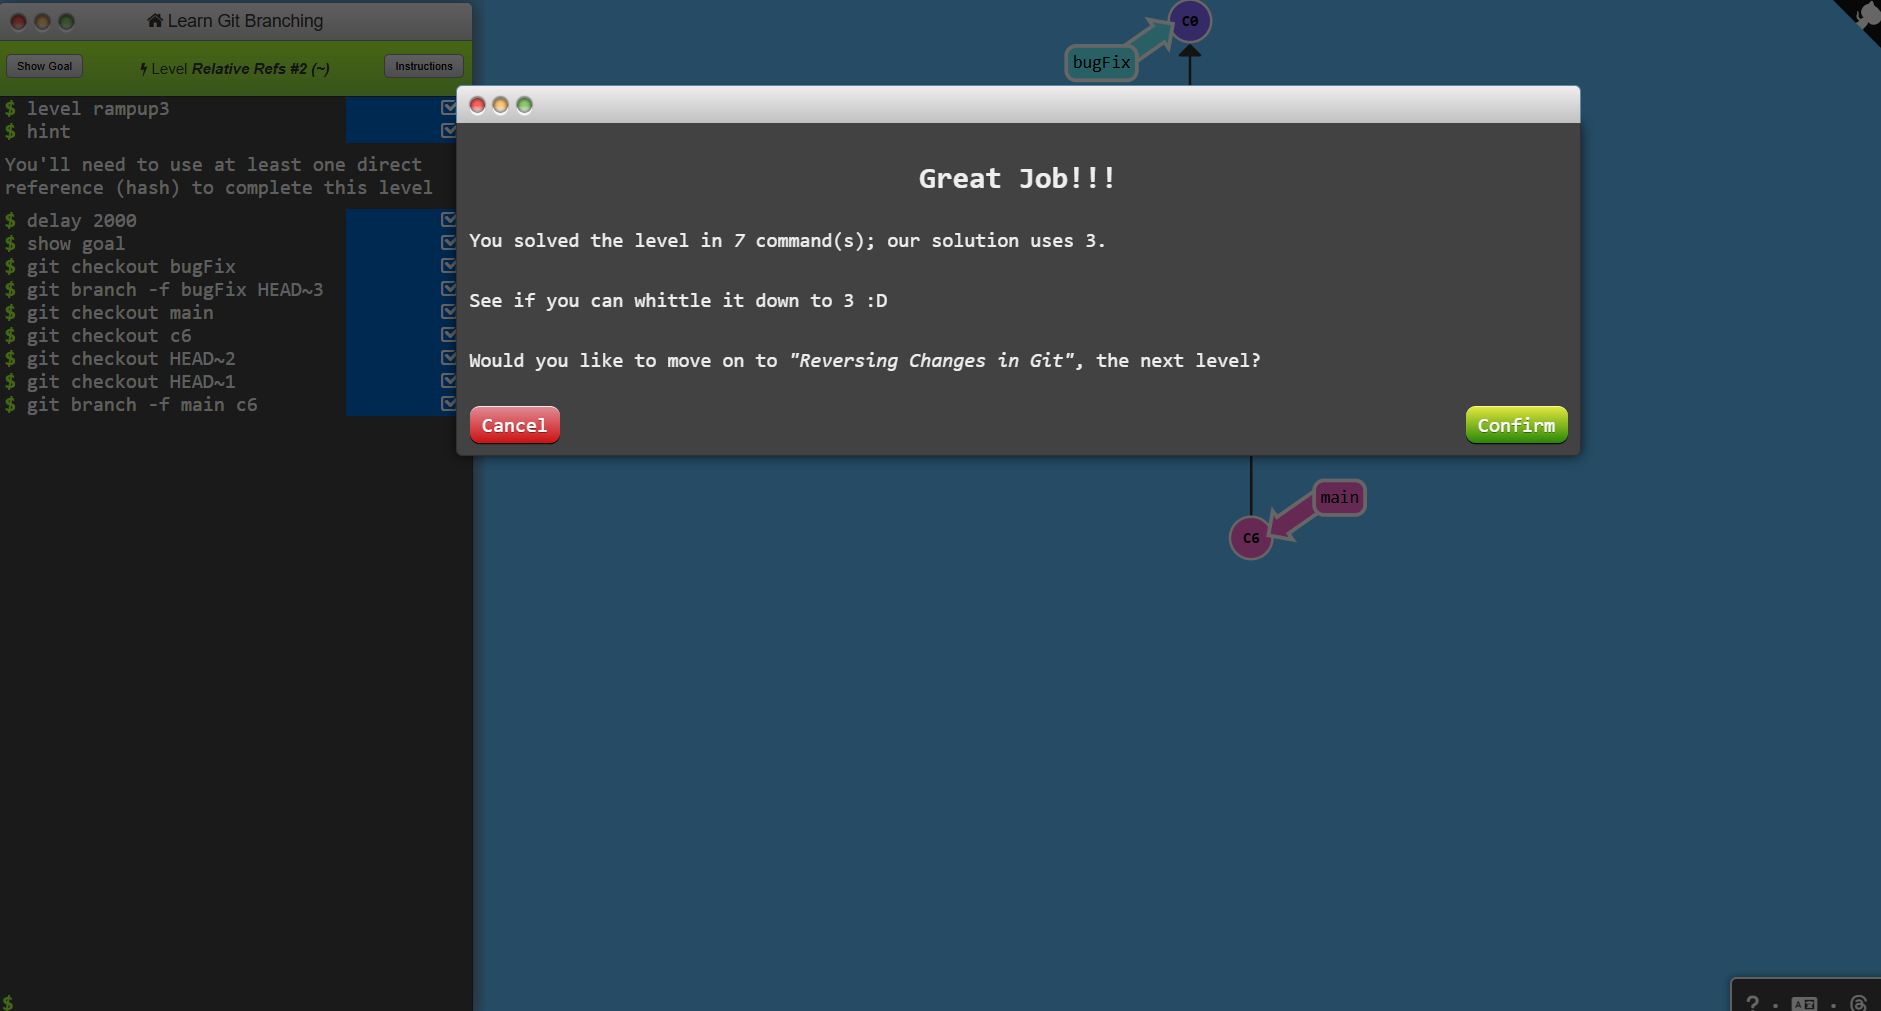 Learn Git Branching
Show Goal
Level Relative Refs #2 (~)
Instructions
$ level rampup3
$ hint
You'll need to use at least one direct
reference (hash) to complete this level
$ delay 2000
$ show goal
$ git checkout bugFix
$ git branch -f bugFix HEAD~3
$ git checkout main
$ git checkout c6
$ git checkout HEAD~2
$ git checkout HEAD~1
$ git branch -f main c6
$
C0
bugFix
Great Job!!!
You solved the level in 7 command(s); our solution uses 3.
See if you can whittle it down to 3 :D
Would you like to move on to "Reversing Changes in Git", the next level?
Cancel
Confirm
main
C6
?